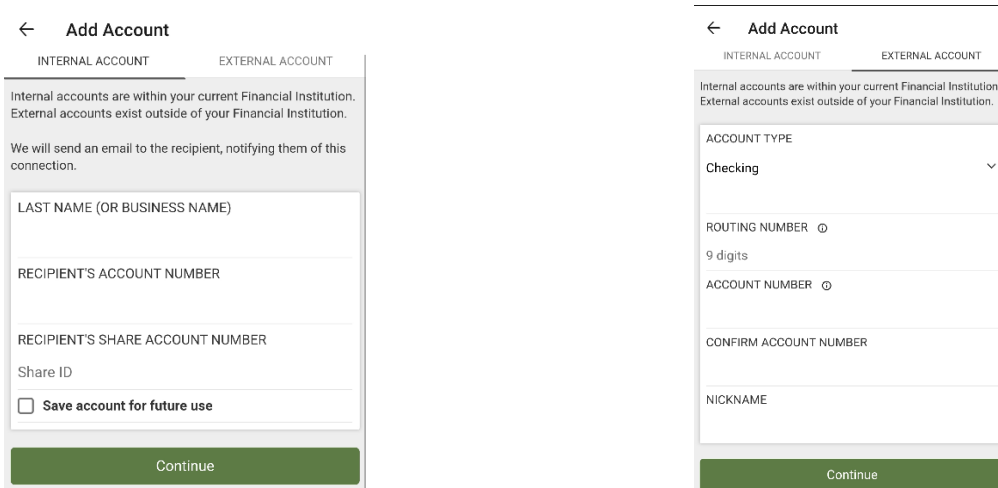 Add Account
INTERNAL ACCOUNT
EXTERNAL ACCOUNT
Internal accounts are within your current Financial Institution.
External accounts exist outside of your Financial Institution.
We will send an email to the recipient, notifying them of this
connection.
LAST NAME (OR BUSINESS NAME)
RECIPIENT'S ACCOUNT NUMBER
RECIPIENT'S SHARE ACCOUNT NUMBER
Share ID
Save account for future use
Continue
Add Account
INTERNAL ACCOUNT
EXTERNAL ACCOUNT
Internal accounts are within your current Financial Institution
External accounts exist outside of your Financial Institution.
ACCOUNT TYPE
Checking
ROUTING NUMBER
9 digits
ACCOUNT NUMBER
CONFIRM ACCOUNT NUMBER
NICKNAME
Continue